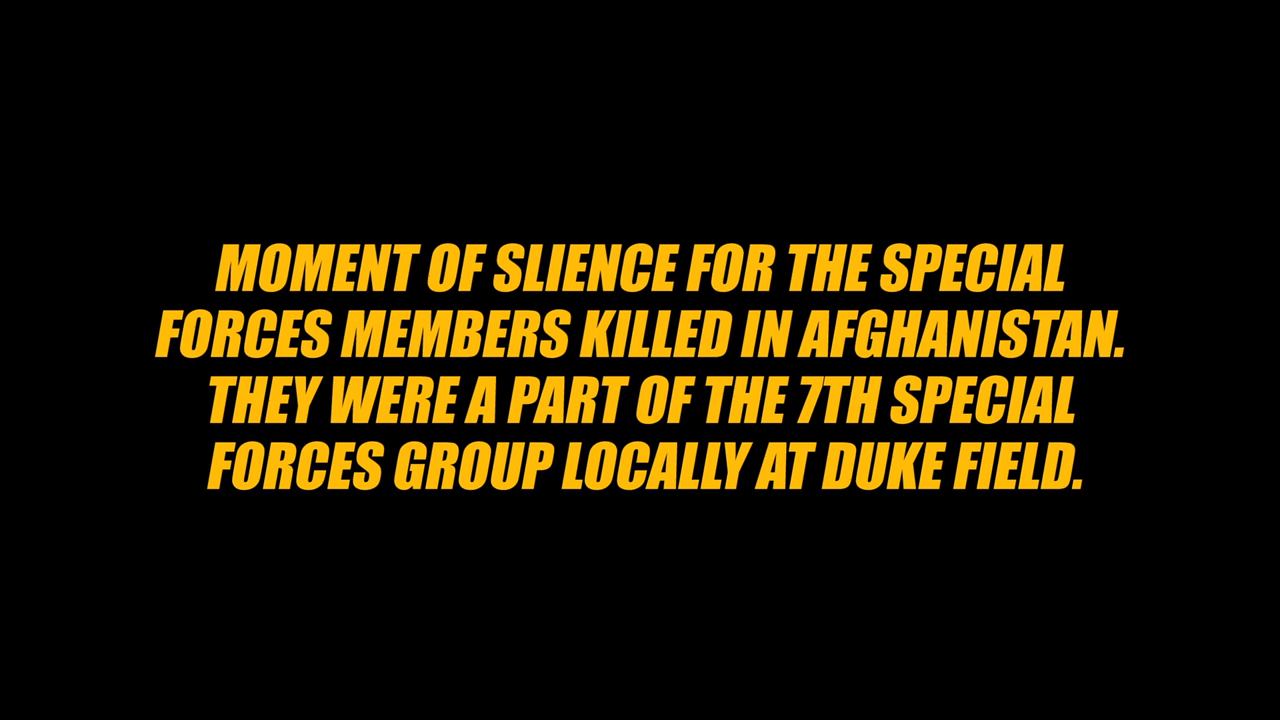 MOMENT OF SLIENCE FOR THE SPECIAL
FORCES MEMBERS KILLED IN AFGHANISTAN.
THEY WERE A PART OF THE 7TH SPECIAL
FORCES GROUP LOCALLY AT DUKE FIELD.